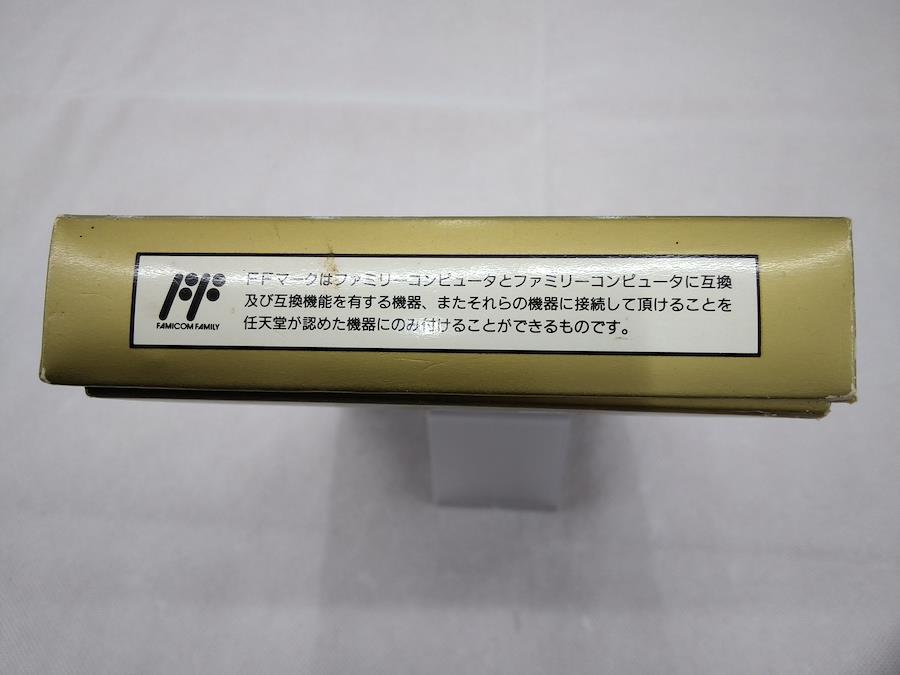 FAMICOM FAMILY
FFマークはファミリーコンピュータとファミリーコンピュータに互換
及び互換機能を有する機器、またそれらの機器に接続して頂けることを
任天堂が認めた機器にのみ付けることができるものです。